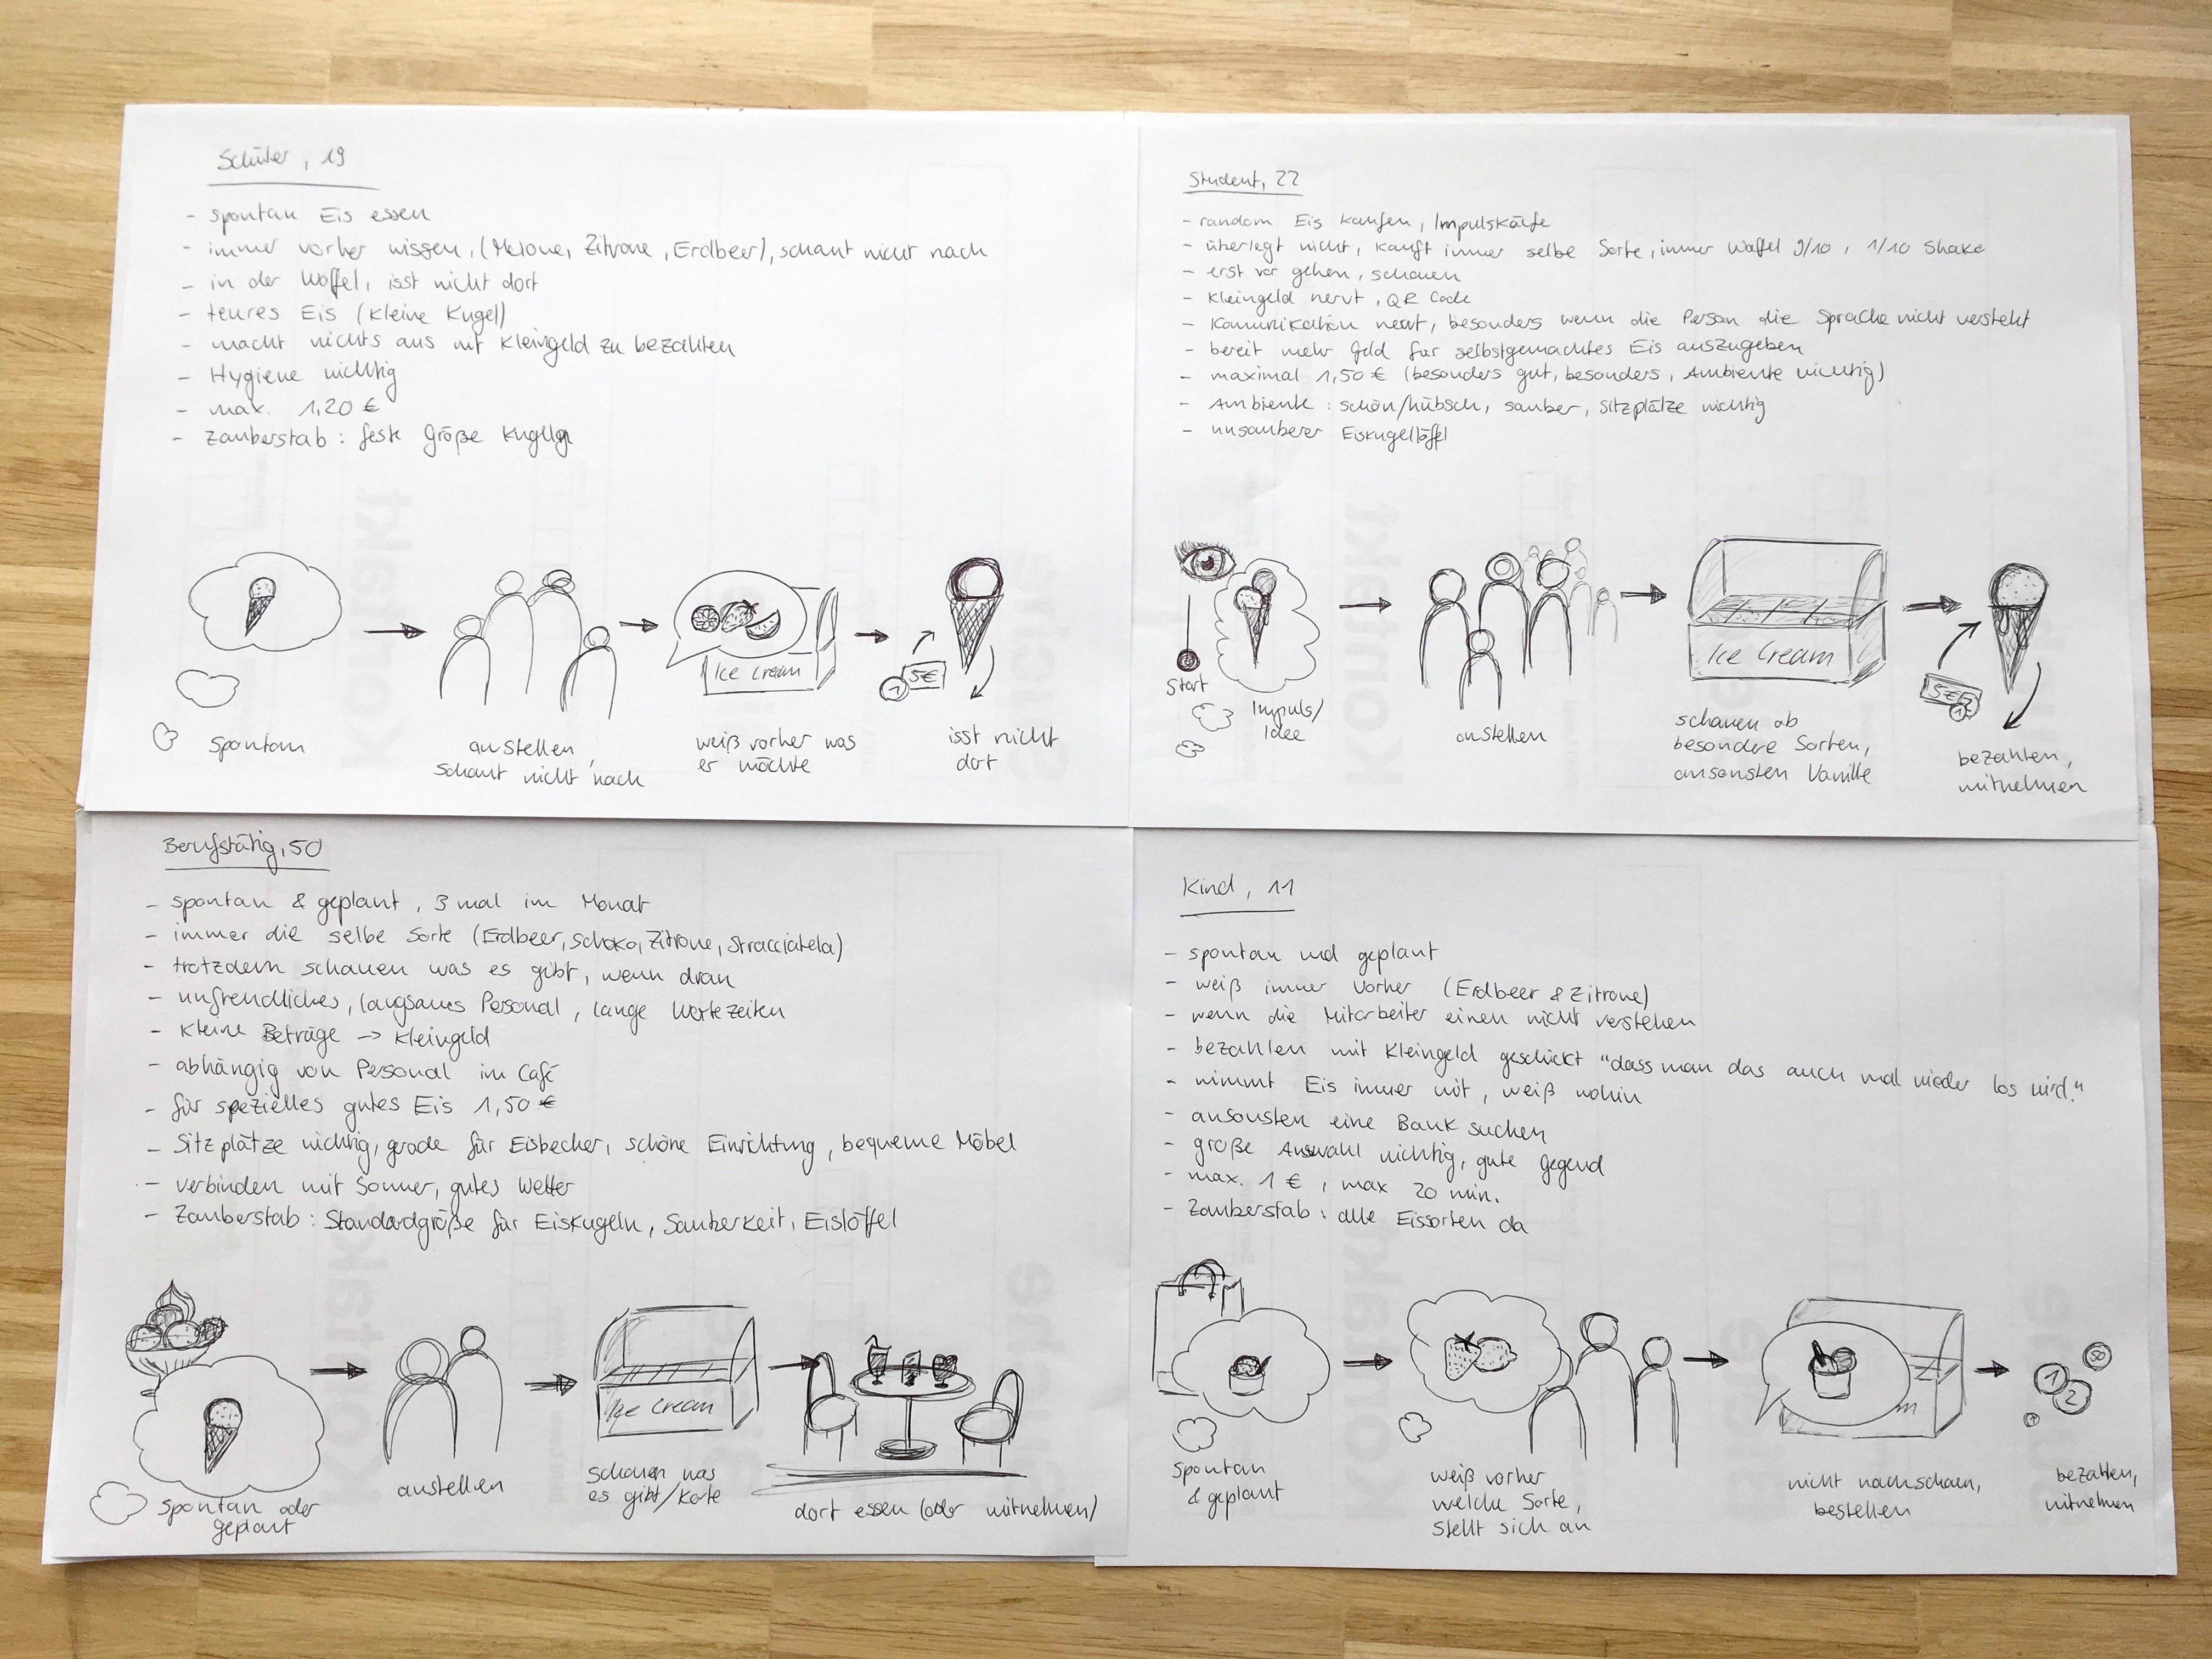 Schüler, 19
- spontan Eis essen
- immer vorher wissen, (Melone, Zitrone, Erdbeer), schaut nicht nach
- in der Waffel, isst nicht dort
- teures Eis (kleine Kugel)
- macht nichts aus mit Kleingeld zu bezahlen
- Hygiene wichtig
- max. 1,20 €
- Zauberstab: feste Größe Kugeln
Ice Cream
1
5€
spontan
anstellen,
schaut nicht nach
weiß vorher was
er möchte
isst nicht
dort
Student, 22
- random Eis kaufen, Impulskäufe
- überlegt nicht, kauft immer selbe Sorte, immer Waffel 9/10, 1/10 Shake
- erst vor gehen, schauen
- Kleingeld nervt, QR Code
- Komunikation nervt, besonders wenn die Person die Sprache nicht versteht
- bereit mehr Geld für selbstgemachtes Eis auszugeben
- maximal 1,50 € (besonders gut, besonders, Ambiente wichtig)
- Ambiente: schön/hübsch, sauber, Sitzplätze wichtig
- unsauberer Eiskugellöffel
Start
Impuls/
Idee
anstellen
Ice Cream
schauen ob
besondere Sorten,
ansonsten Vanille
5€
1
bezahlen,
mitnehmen
Berufstätig, 50
- spontan & geplant, 3 mal im Monat
- immer die selbe Sorte (Erdbeer, Schoko, Zitrone, Stracciatela)
- trotzdem schauen was es gibt, wenn dran
- unfreundliches, langsames Personal, lange Wartezeiten
- kleine Beträge -> Kleingeld
- abhängig von Personal im Café
- für spezielles gutes Eis 1,50 €
- Sitzplätze wichtig, grade für Eisbecher, schöne Einrichtung, bequeme Möbel
- verbinden mit Sommer, gutes Wetter
- Zauberstab: Standardgröße für Eiskugeln, Sauberkeit, Eislöffel
Ice Cream
spontan oder
geplant
anstellen
schauen was
es gibt/Karte
dort essen (oder mitnehmen)
Kind, 11
- spontan und geplant
- weiß immer vorher (Erdbeer & Zitrone)
- wenn die Mitarbeiter einen nicht verstehen
- bezahlen mit Kleingeld geschickt "dass man das auch mal wieder los wird."
- nimmt Eis immer mit, weiß wohin
- ansonsten eine Bank suchen
- große Auswahl wichtig, gute Gegend
- max. 1 €, max 20 min.
- Zauberstab: alle Eissorten da
m
1
2
50
spontan
& geplant
weiß vorher
welche Sorte,
stellt sich an
nicht nachschauen,
bestellen
bezahlen,
mitnehmen